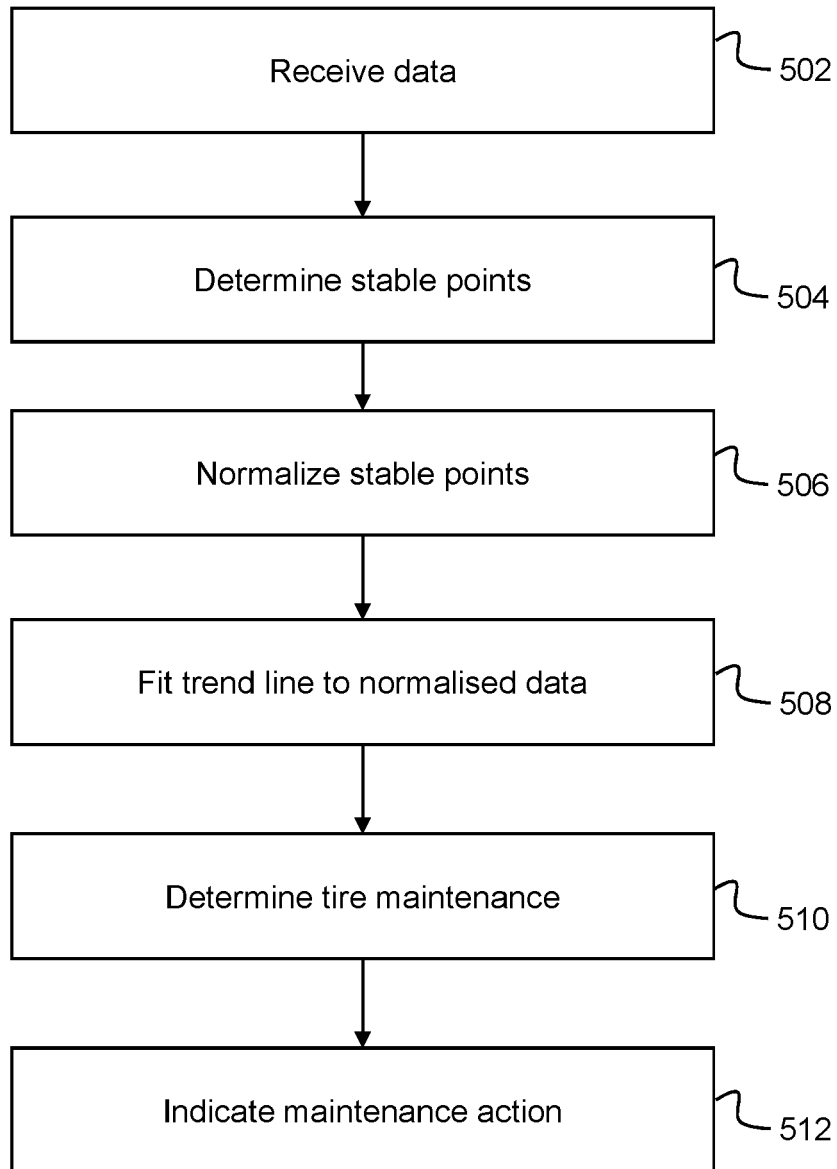 Receive data
502
Determine stable points
504
Normalize stable points
506
Fit trend line to normalised data
508
Determine tire maintenance
510
Indicate maintenance action
512